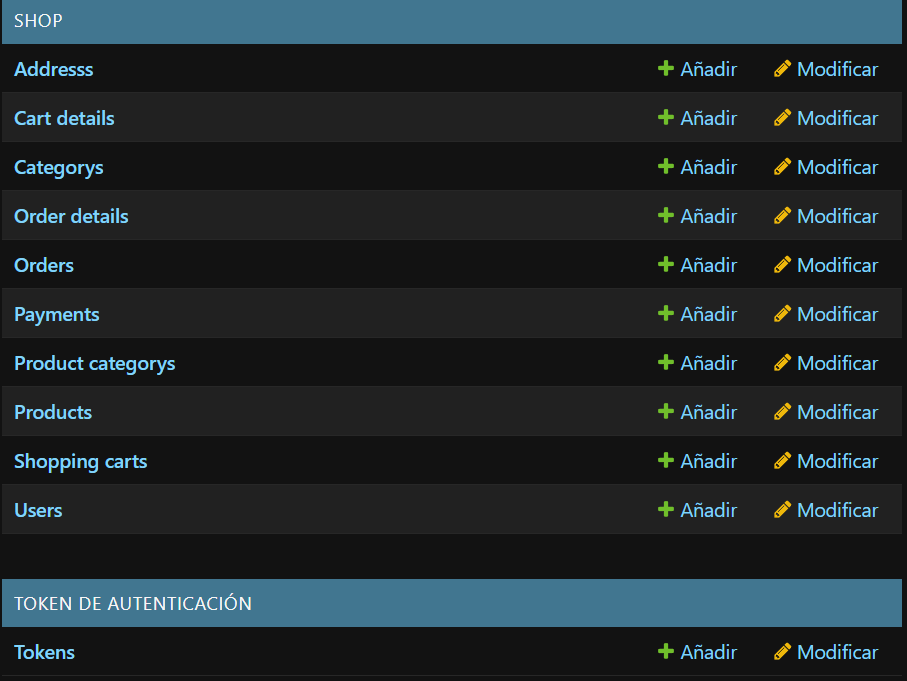 SHOP
Addresss Añadir Modificar
Cart details Añadir Modificar
Categorys Añadir Modificar
Order details Añadir Modificar
Orders Añadir Modificar
Payments Añadir Modificar
Product categorys Añadir Modificar
Products Añadir Modificar
Shopping carts Añadir Modificar
Users Añadir Modificar
TOKEN DE AUTENTICACIÓN
Tokens Añadir Modificar